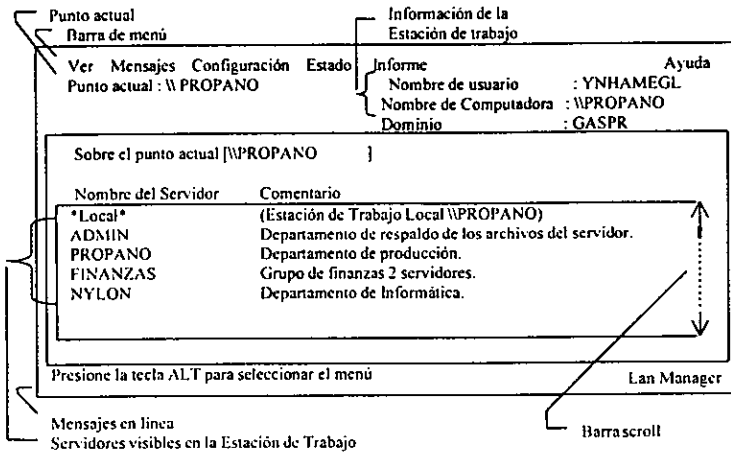 Punto actual
Barra de menú
Información de la
Estación de trabajo
Ver Mensajes Configuración Estado Informe Ayuda
Punto actual : \\ PROPANO
Nombre de usuario : YNHAMEGL
Nombre de Computadora : \\PROPANO
Dominio : GASPR
Sobre el punto actual [\\PROPANO ]
Nombre del Servidor Comentario
*Local* (Estación de Trabajo Local \\PROPANO)
ADMIN Departamento de respaldo de los archivos del servidor.
PROPANO Departamento de producción.
FINANZAS Grupo de finanzas 2 servidores.
NYLON Departamento de Informática.
Presione la tecla ALT para seleccionar el menú Lan Manager
Mensajes en linea
Servidores visibles en la Estación de Trabajo
Barra scroll